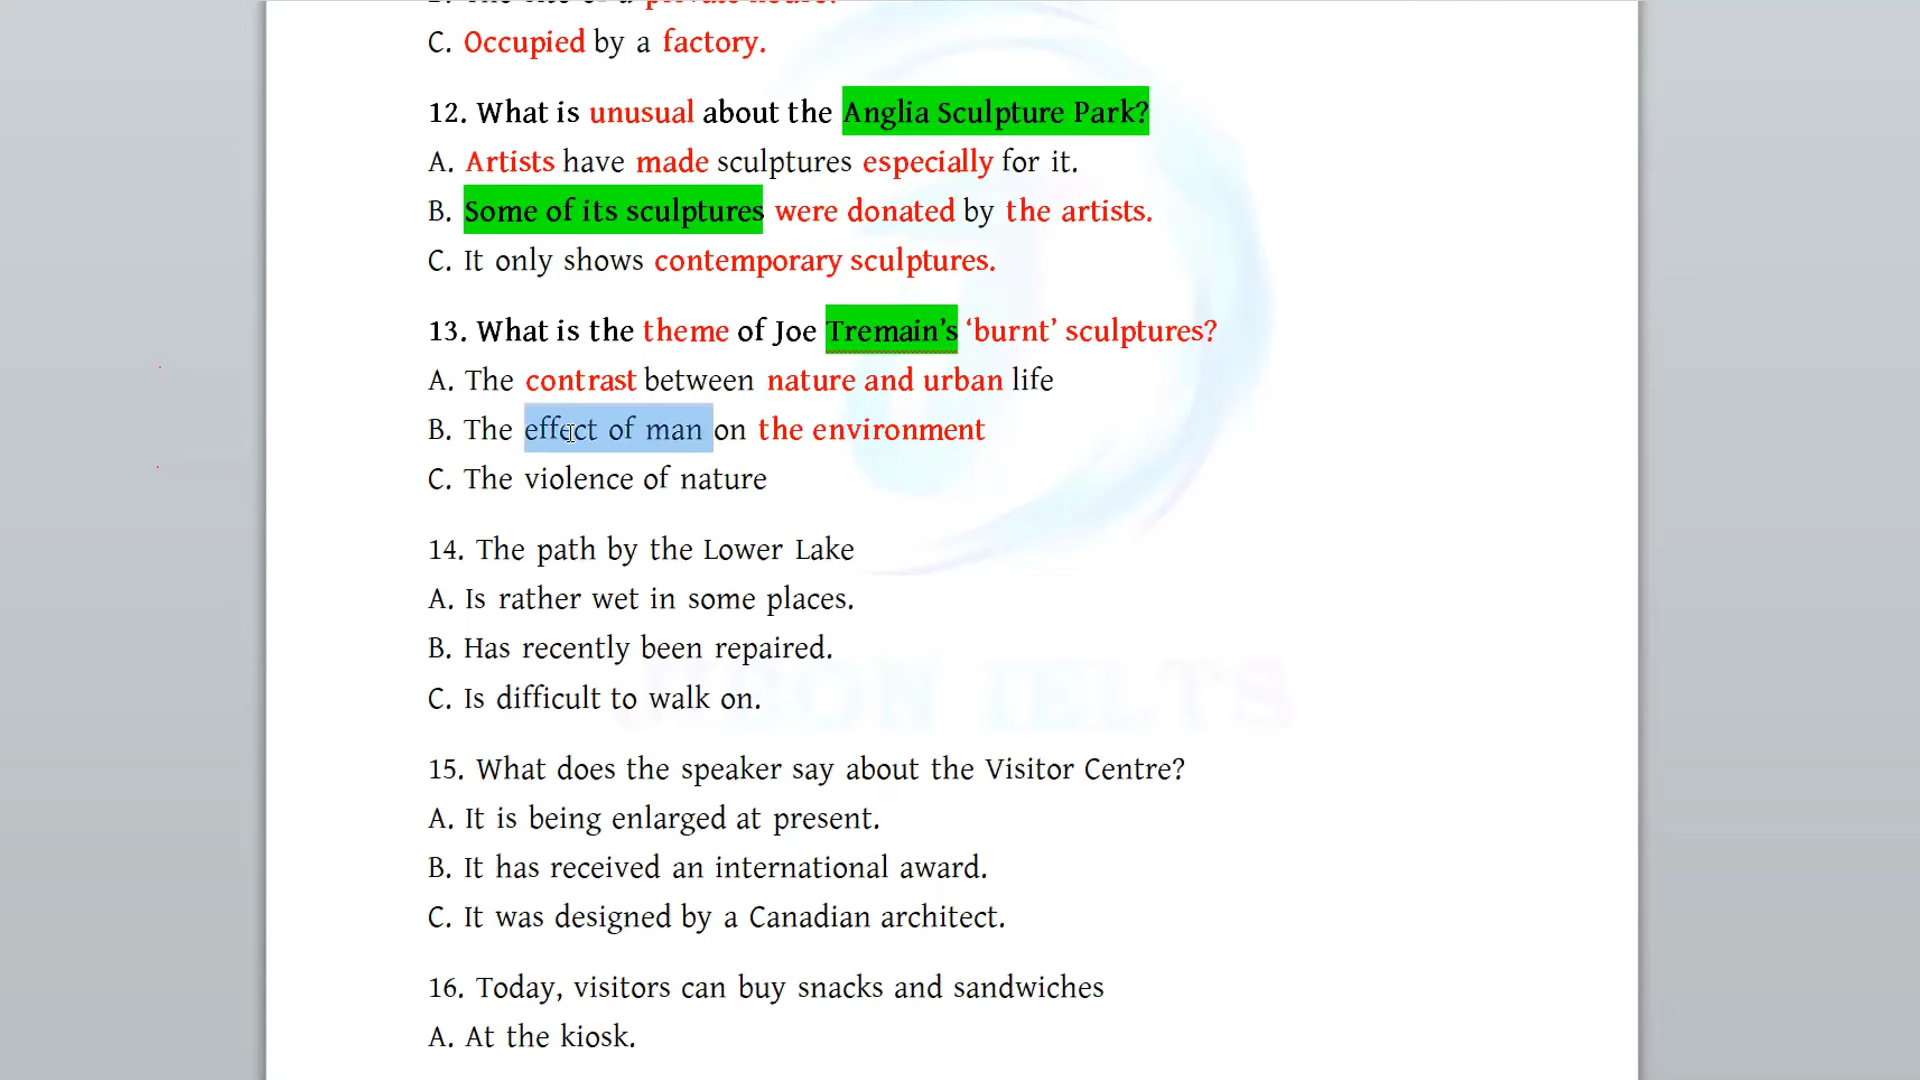 C. Occupied by a factory.
12. What is unusual about the Anglia Sculpture Park?
A. Artists have made sculptures especially for it.
B. Some of its sculptures were donated by the artists.
C. It only shows contemporary sculptures.
13. What is the theme of Joe Tremain’s ‘burnt’ sculptures?
A. The contrast between nature and urban life
B. The effect of man on the environment
C. The violence of nature
14. The path by the Lower Lake
A. Is rather wet in some places.
B. Has recently been repaired.
C. Is difficult to walk on.
JIBON IELTS
15. What does the speaker say about the Visitor Centre?
A. It is being enlarged at present.
B. It has received an international award.
C. It was designed by a Canadian architect.
16. Today, visitors can buy snacks and sandwiches
A. At the kiosk.